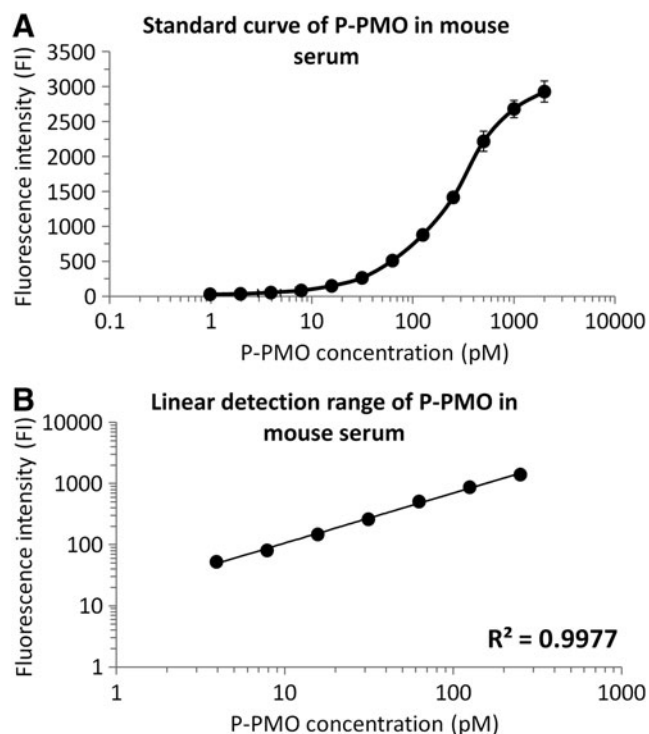 A
Standard curve of P-PMO in mouse
serum
Fluorescence intensity (FI)
3500
3000
2500
2000
1500
1000
500
0
0.1 1 10 100 1000 10000
P-PMO concentration (pM)
B
Linear detection range of P-PMO in
mouse serum
Fluorescence intensity (FI)
10000
1000
100
10
1
R² = 0.9977
1 10 100 1000
P-PMO concentration (pM)